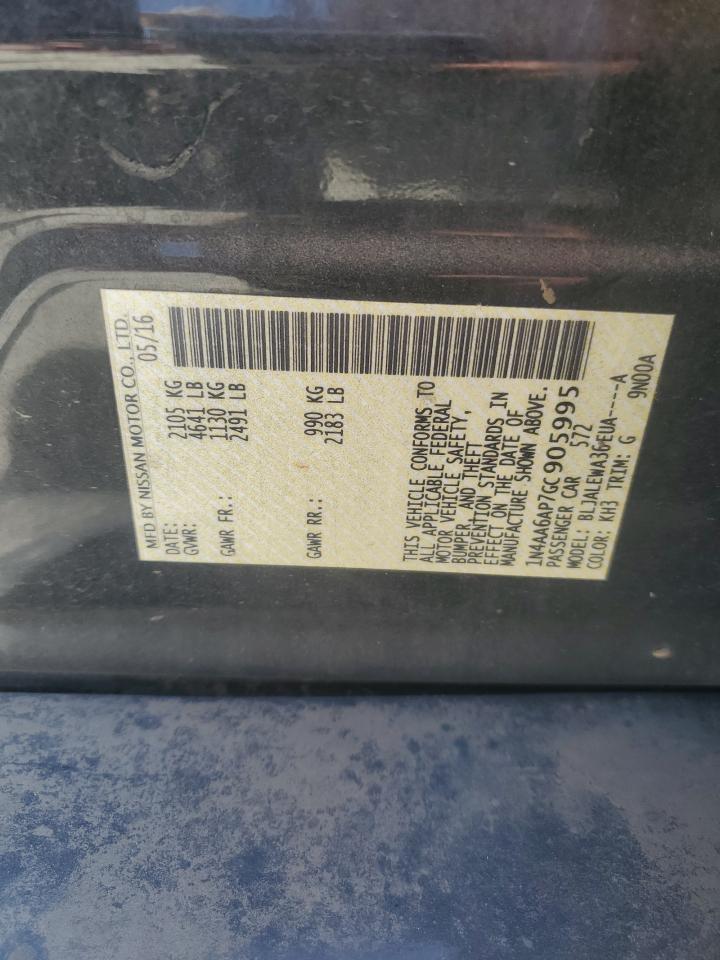 MFD BY NISSAN MOTOR CO., LTD.
DATE: 05/16
GVWR: 2105 KG
4641 LB
GAWR FR.: 1130 KG
2491 LB
GAWR RR.: 990 KG
2183 LB
THIS VEHICLE CONFORMS TO
ALL APPLICABLE FEDERAL
MOTOR VEHICLE SAFETY,
BUMPER, AND THEFT
PREVENTION STANDARDS IN
EFFECT ON THE DATE OF
MANUFACTURE SHOWN ABOVE.
1N4AA6AP7GC905995
PASSENGER CAR 572
MODEL: BLJALEWA36EUA----A
COLOR: KH3 TRIM: G 9N00A